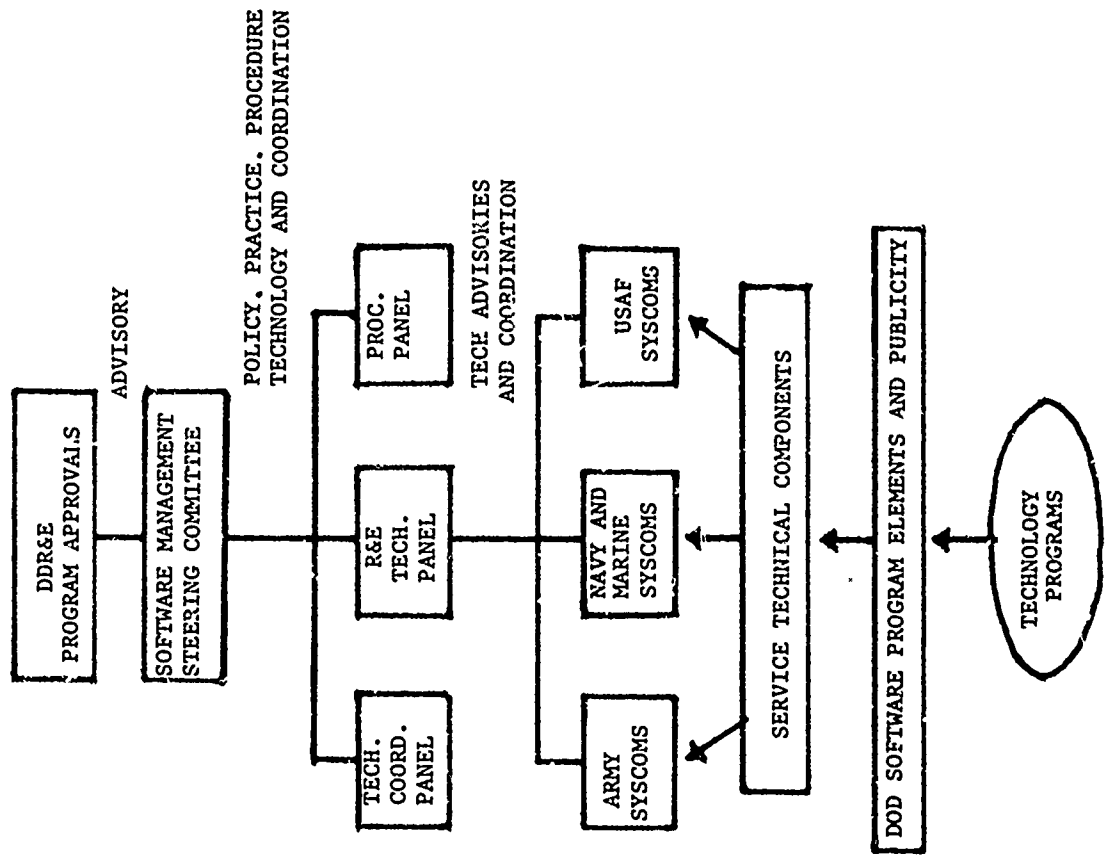 DDR&E
PROGRAM APPROVALS
ADVISORY
SOFTWARE MANAGEMENT
STEERING COMMITTEE
POLICY. PRACTICE. PROCEDURE
TECHNOLOGY AND COORDINATION
TECH.
COORD.
PANEL
R&E
TECH.
PANEL
PROC.
PANEL
TECH ADVISORIES
AND COORDINATION
ARMY
SYSCOMS
NAVY AND
MARINE
SYSCOMS
USAF
SYSCOMS
SERVICE TECHNICAL COMPONENTS
DOD SOFTWARE PROGRAM ELEMENTS AND PUBLICITY
TECHNOLOGY
PROGRAMS